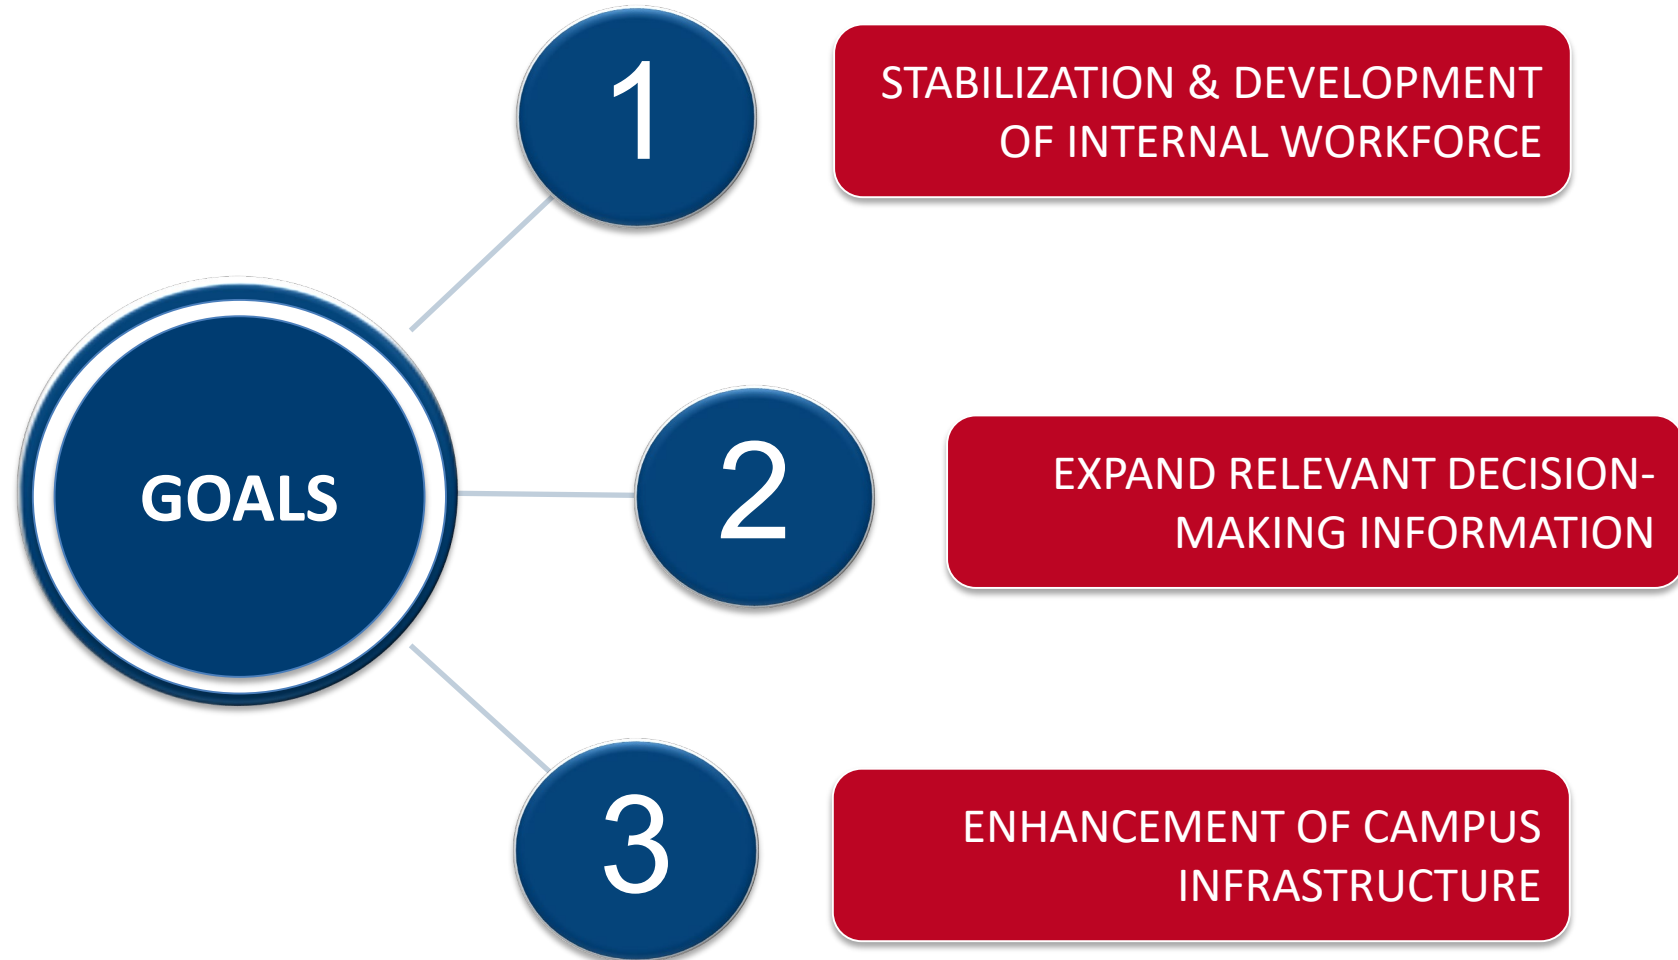 GOALS
1
STABILIZATION & DEVELOPMENT
OF INTERNAL WORKFORCE
2
EXPAND RELEVANT DECISION-
MAKING INFORMATION
3
ENHANCEMENT OF CAMPUS
INFRASTRUCTURE